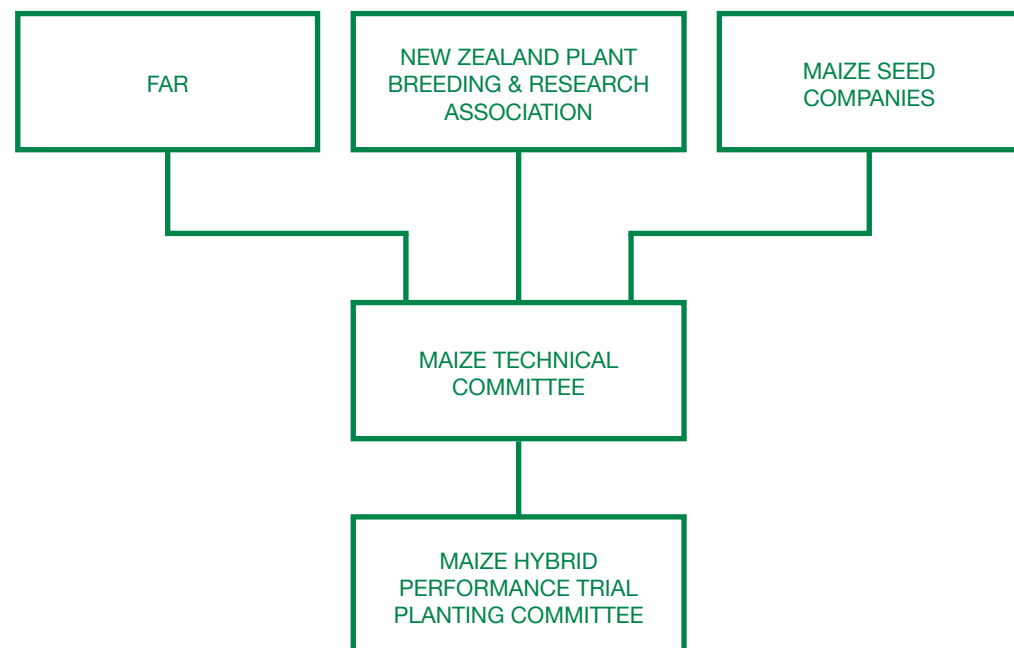 FAR
NEW ZEALAND PLANT
BREEDING & RESEARCH
ASSOCIATION
MAIZE SEED
COMPANIES
MAIZE TECHNICAL
COMMITTEE
MAIZE HYBRID
PERFORMANCE TRIAL
PLANTING COMMITTEE